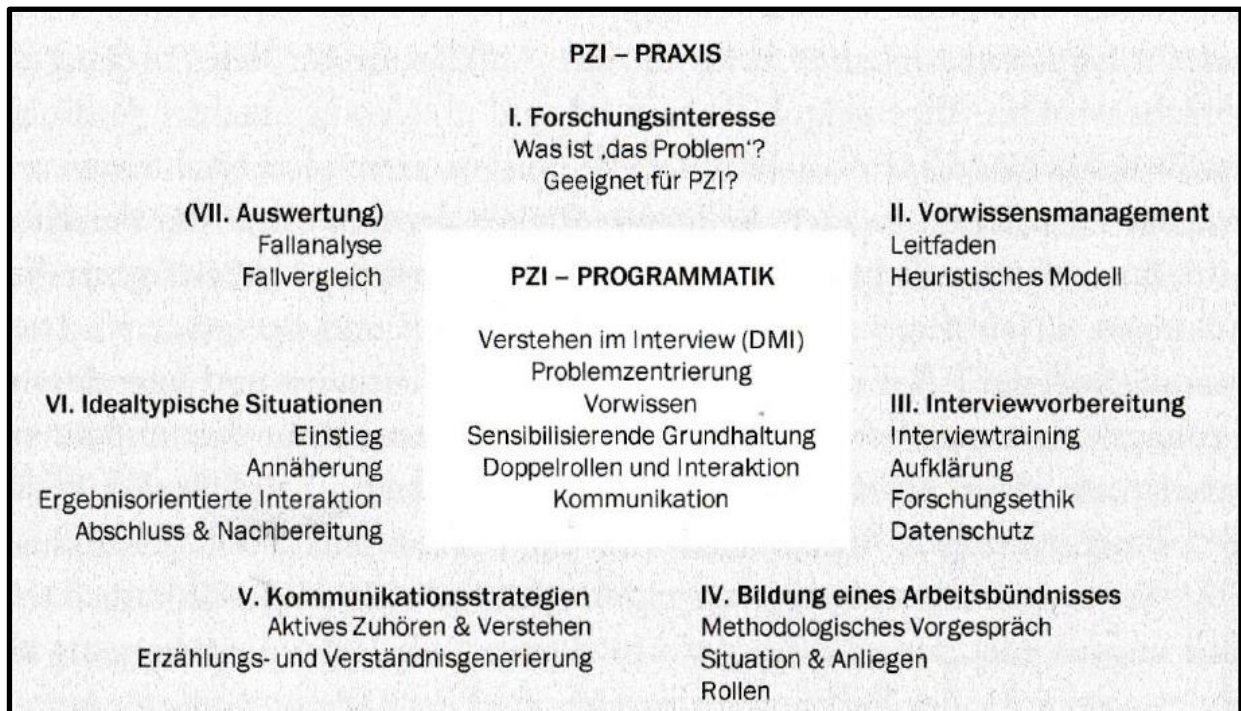 PZI – PRAXIS
I. Forschungsinteresse
Was ist ‚das Problem‘?
Geeignet für PZI?
(VII. Auswertung)
Fallanalyse
Fallvergleich
II. Vorwissensmanagement
Leitfaden
Heuristisches Modell
PZI – PROGRAMMATIK
Verstehen im Interview (DMI)
Problemzentrierung
Vorwissen
Sensibilisierende Grundhaltung
Doppelrollen und Interaktion
Kommunikation
VI. Idealtypische Situationen
Einstieg
Annäherung
Ergebnisorientierte Interaktion
Abschluss & Nachbereitung
III. Interviewvorbereitung
Interviewtraining
Aufklärung
Forschungsethik
Datenschutz
V. Kommunikationsstrategien
Aktives Zuhören & Verstehen
Erzählungs- und Verständnisgenerierung
IV. Bildung eines Arbeitsbündnisses
Methodologisches Vorgespräch
Situation & Anliegen
Rollen